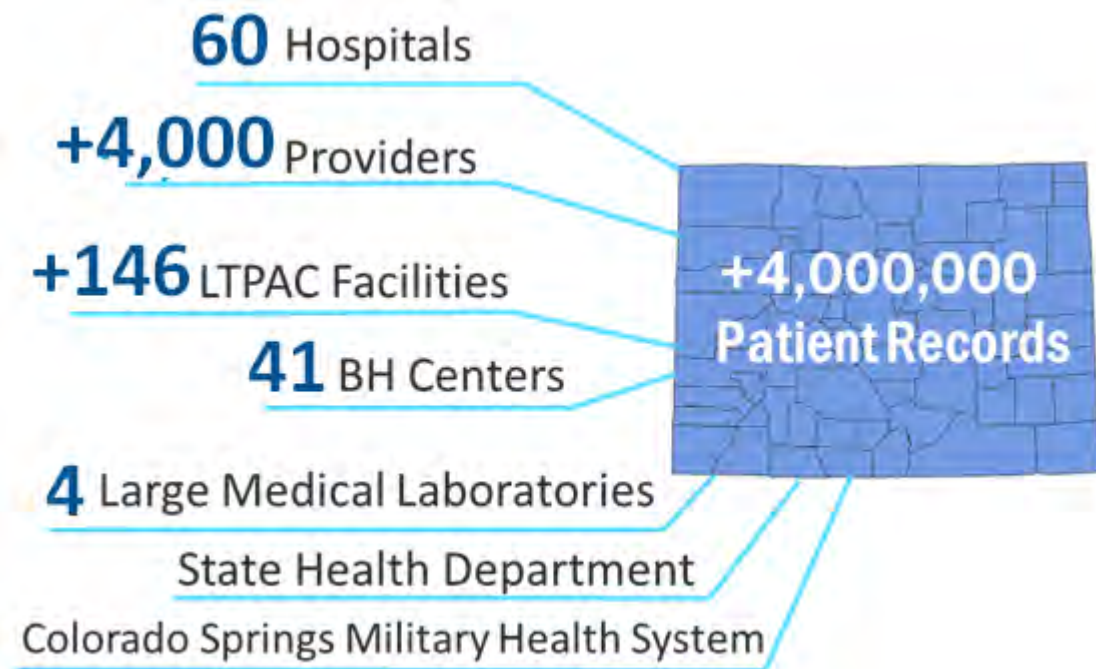 60 Hospitals
+4,000 Providers
+146 LTPAC Facilities
41 BH Centers
4 Large Medical Laboratories
State Health Department
Colorado Springs Military Health System
+4,000,000
Patient Records